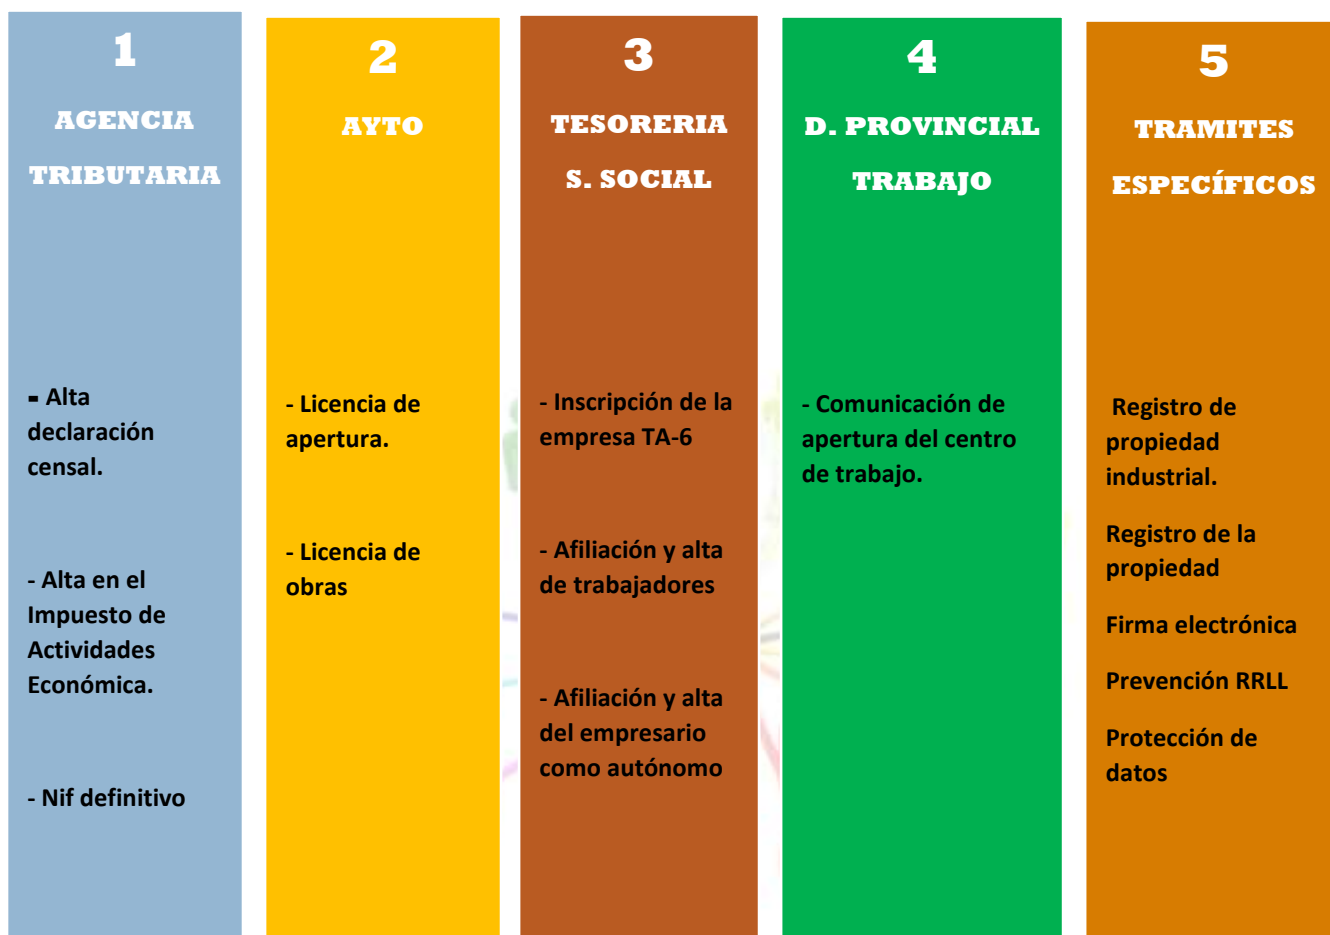 1
AGENCIA
TRIBUTARIA
- Alta
declaración
censal.
- Alta en el
Impuesto de
Actividades
Económica.
- Nif definitivo
2
AYTO
- Licencia de
apertura.
- Licencia de
obras
3
TESORERIA
S. SOCIAL
- Inscripción de la
empresa TA-6
- Afiliación y alta
de trabajadores
- Afiliación y alta
del empresario
como autónomo
4
D. PROVINCIAL
TRABAJO
- Comunicación de
apertura del centro
de trabajo.
5
TRAMITES
ESPECÍFICOS
Registro de
propiedad
industrial.
Registro de la
propiedad
Firma electrónica
Prevención RRLL
Protección de
datos